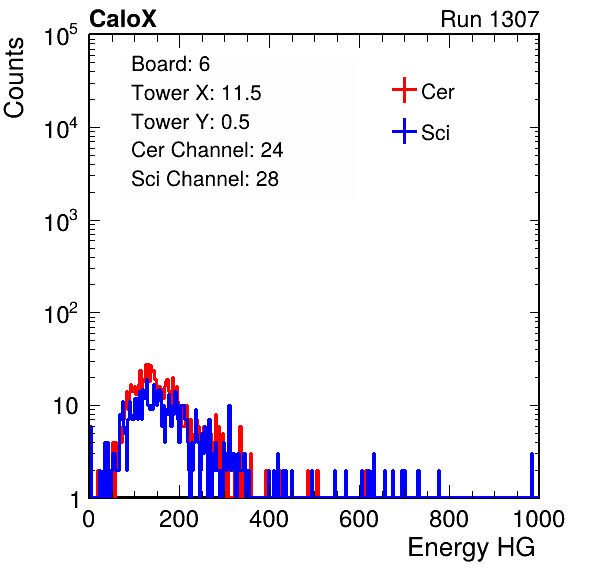 CaloX Run 1307
Counts
10^5
10^4
10^3
10^2
10
1
Board: 6
Tower X: 11.5
Tower Y: 0.5
Cer Channel: 24
Sci Channel: 28
Cer
Sci
0 200 400 600 800 1000
Energy HG